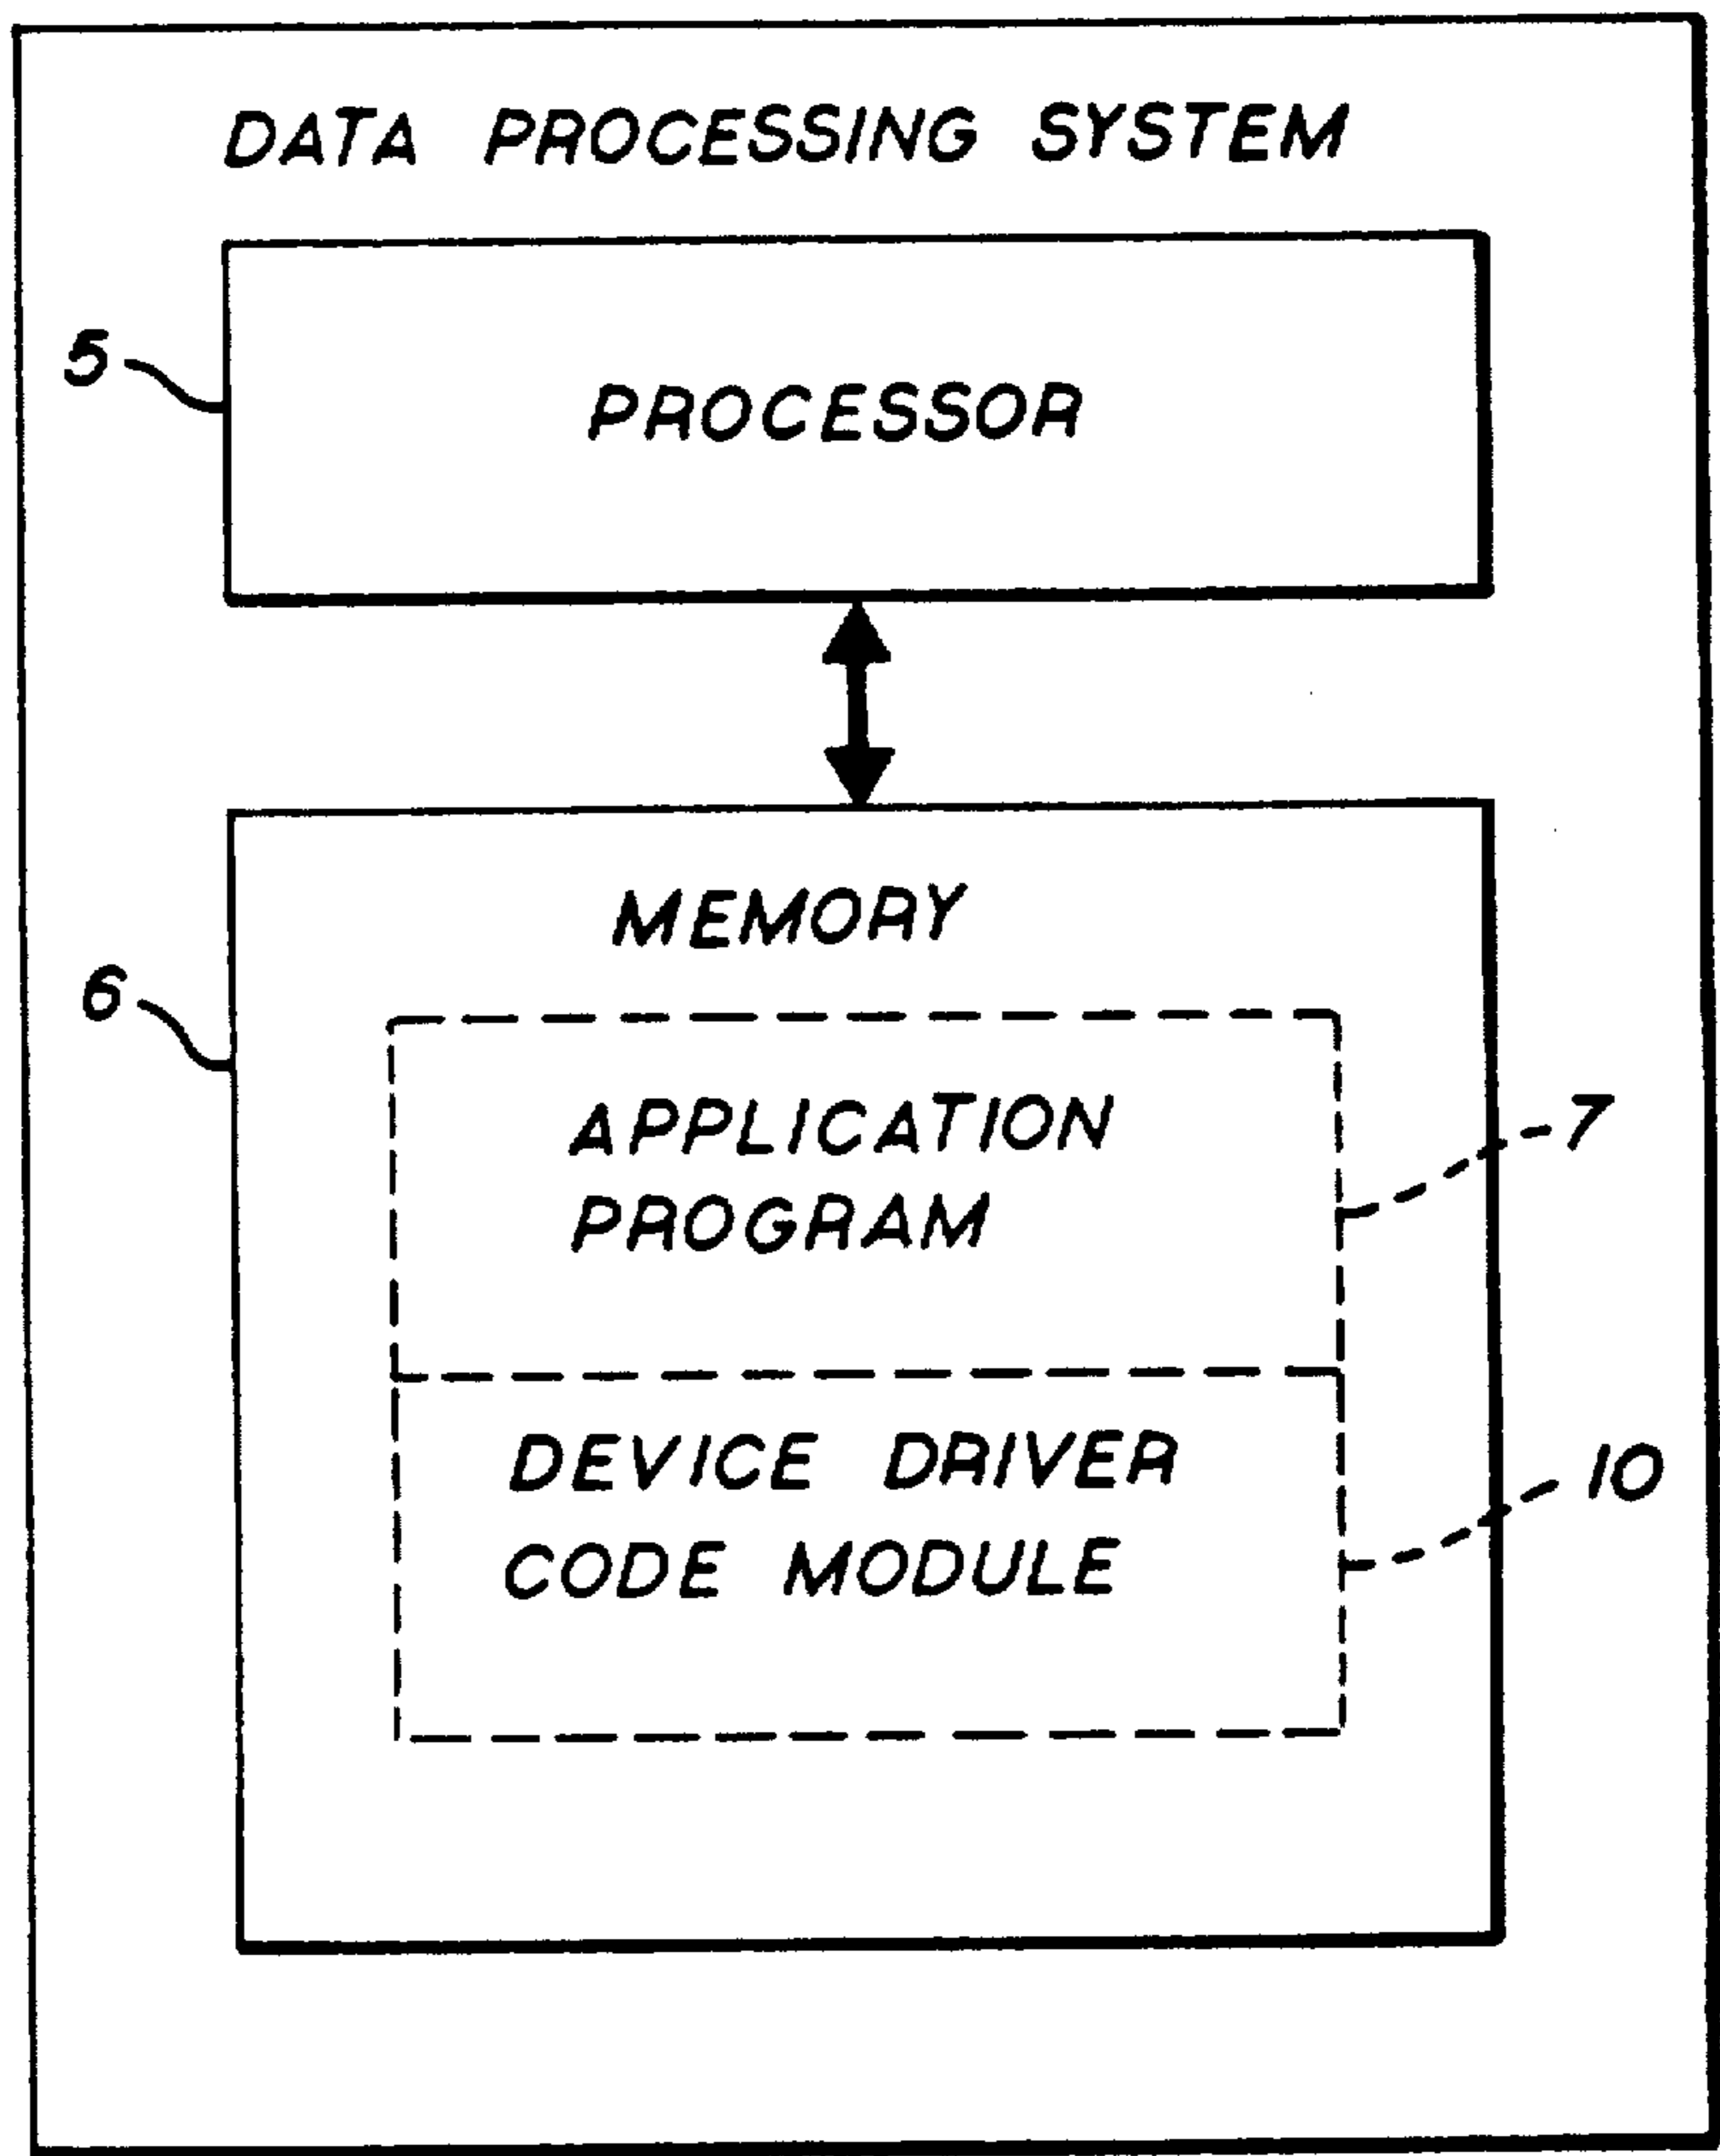 DATA PROCESSING SYSTEM
5
PROCESSOR
MEMORY
6
APPLICATION
PROGRAM
7
DEVICE DRIVER
CODE MODULE
10